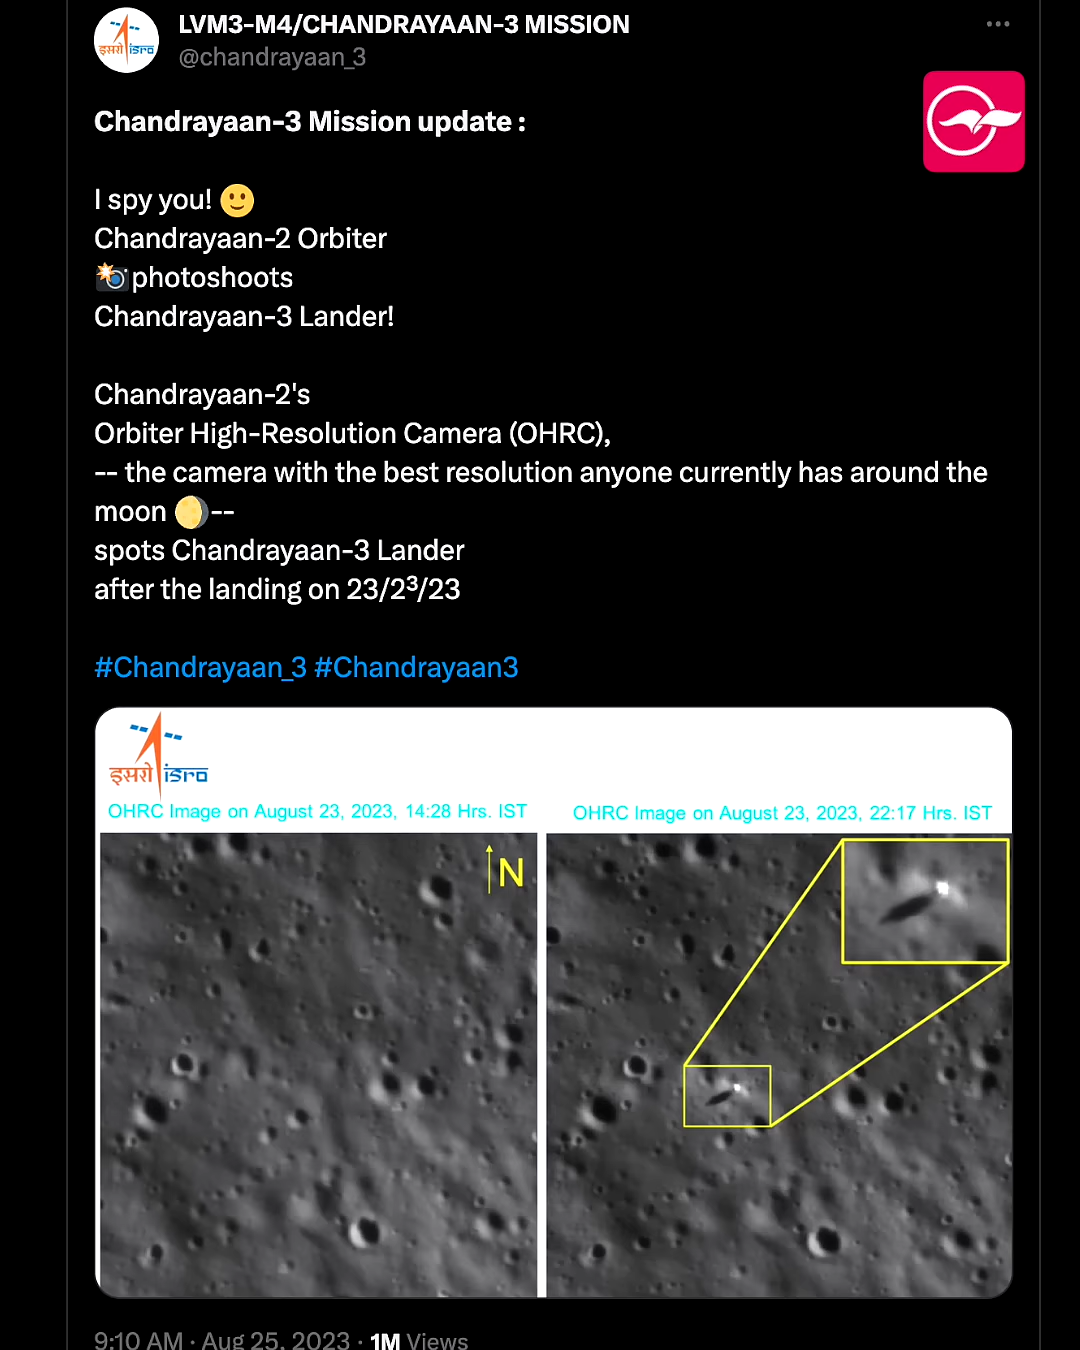 LVM3-M4/CHANDRAYAAN-3 MISSION
@chandrayaan_3
Chandrayaan-3 Mission update :
I spy you! 🙂
Chandrayaan-2 Orbiter
📸photoshoots
Chandrayaan-3 Lander!
Chandrayaan-2's
Orbiter High-Resolution Camera (OHRC),
-- the camera with the best resolution anyone currently has around the
moon 🌔--
spots Chandrayaan-3 Lander
after the landing on 23/2³/23
#Chandrayaan_3 #Chandrayaan3
इसरो isro
OHRC Image on August 23, 2023, 14:28 Hrs. IST
OHRC Image on August 23, 2023, 22:17 Hrs. IST
N
9:10 AM · Aug 25, 2023 · 1M Views